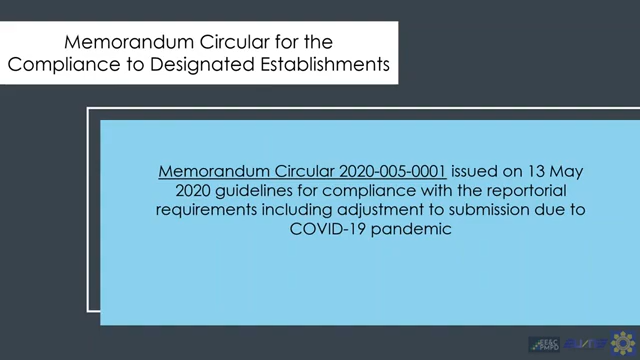 Memorandum Circular for the
Compliance to Designated Establishments
Memorandum Circular 2020-005-0001 issued on 13 May
2020 guidelines for compliance with the reportorial
requirements including adjustment to submission due to
COVID-19 pandemic